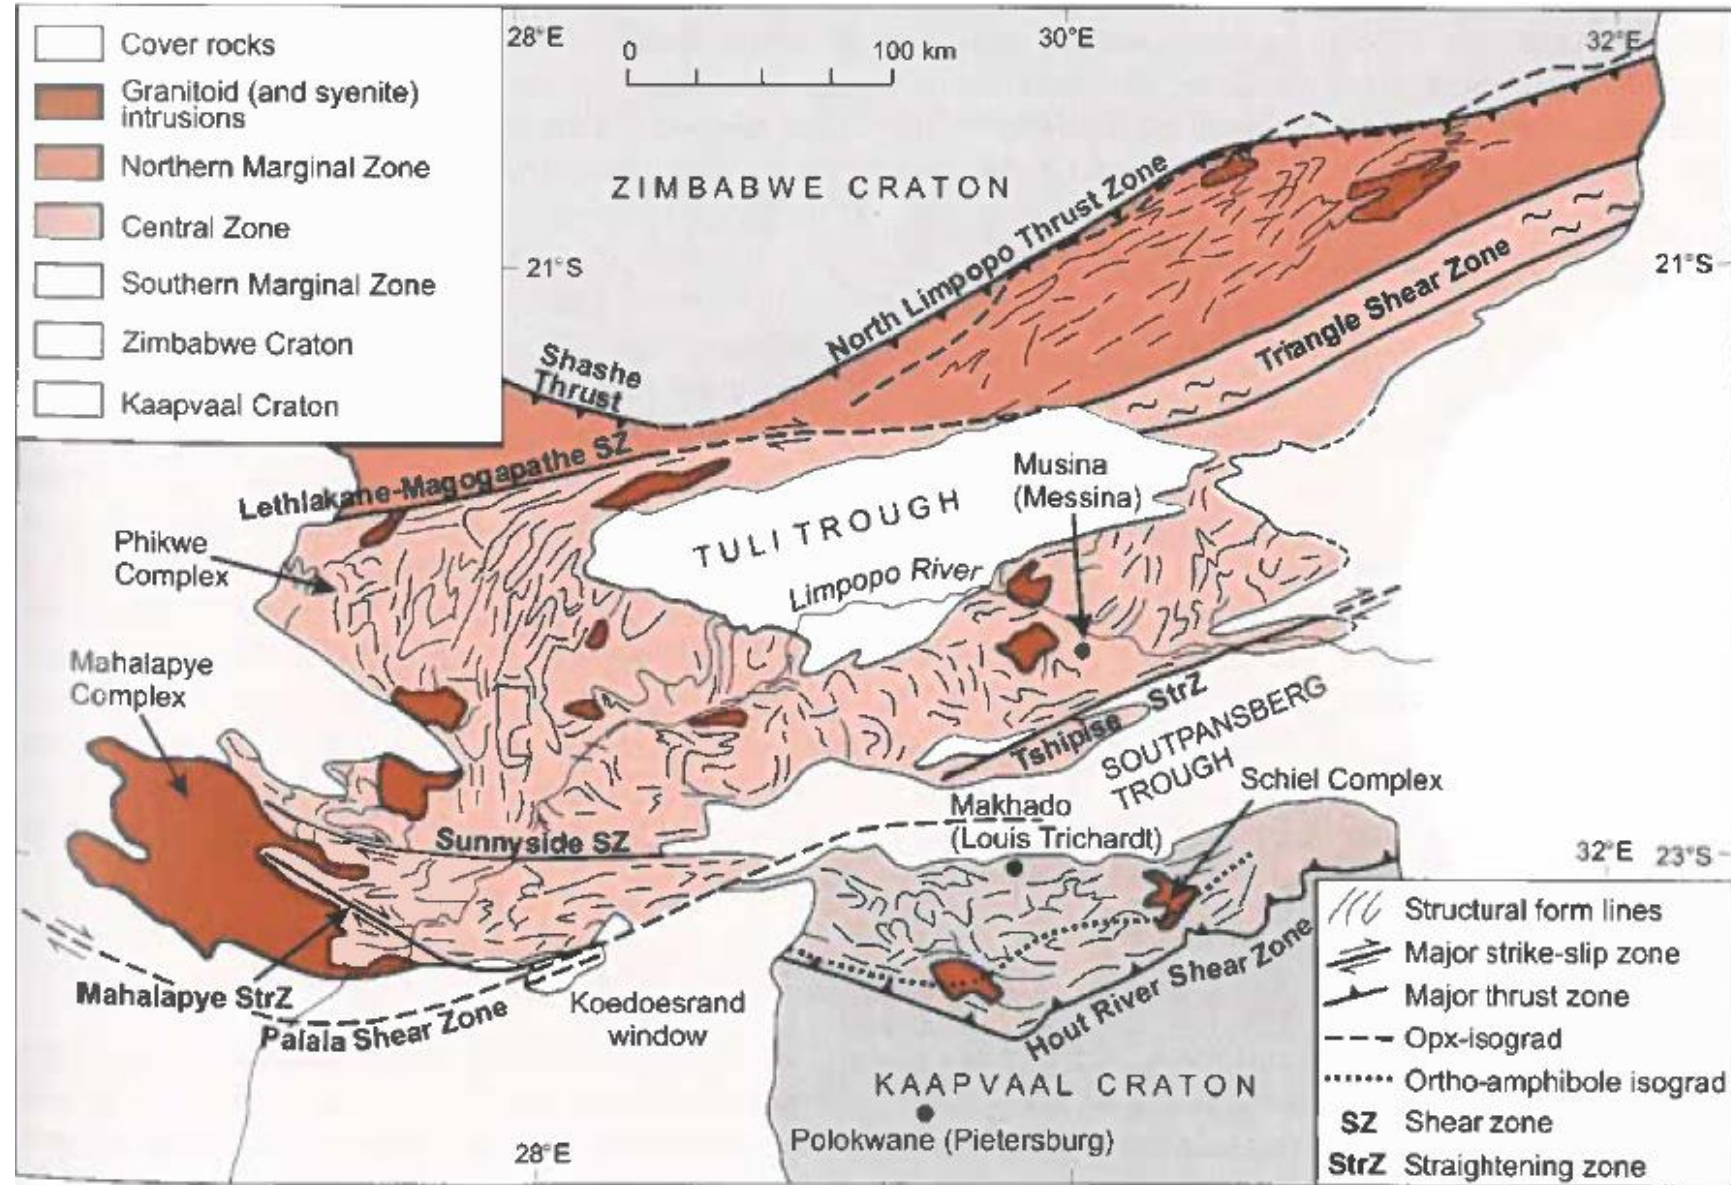 Cover rocks
Granitoid (and syenite)
intrusions
Northern Marginal Zone
Central Zone
Southern Marginal Zone
Zimbabwe Craton
Kaapvaal Craton
28°E
0
100 km
30°E
32°E
ZIMBABWE CRATON
21°S
21°S
North Limpopo Thrust Zone
Triangle Shear Zone
Shashe
Thrust
Lethlakane-Magogapathe SZ
Musina
(Messina)
TULI TROUGH
Limpopo River
Phikwe
Complex
Mahalapye
Complex
Tshipise StrZ
SOUTPANSBERG
TROUGH
Schiel Complex
Makhado
(Louis Trichardt)
Sunnyside SZ
32°E 23°S
Mahalapye StrZ
Palala Shear Zone
Koedoesrand
window
Hout River Shear Zone
KAAPVAAL CRATON
Polokwane (Pietersburg)
28°E
Structural form lines
Major strike-slip zone
Major thrust zone
Opx-isograd
Ortho-amphibole isograd
SZ Shear zone
StrZ Straightening zone